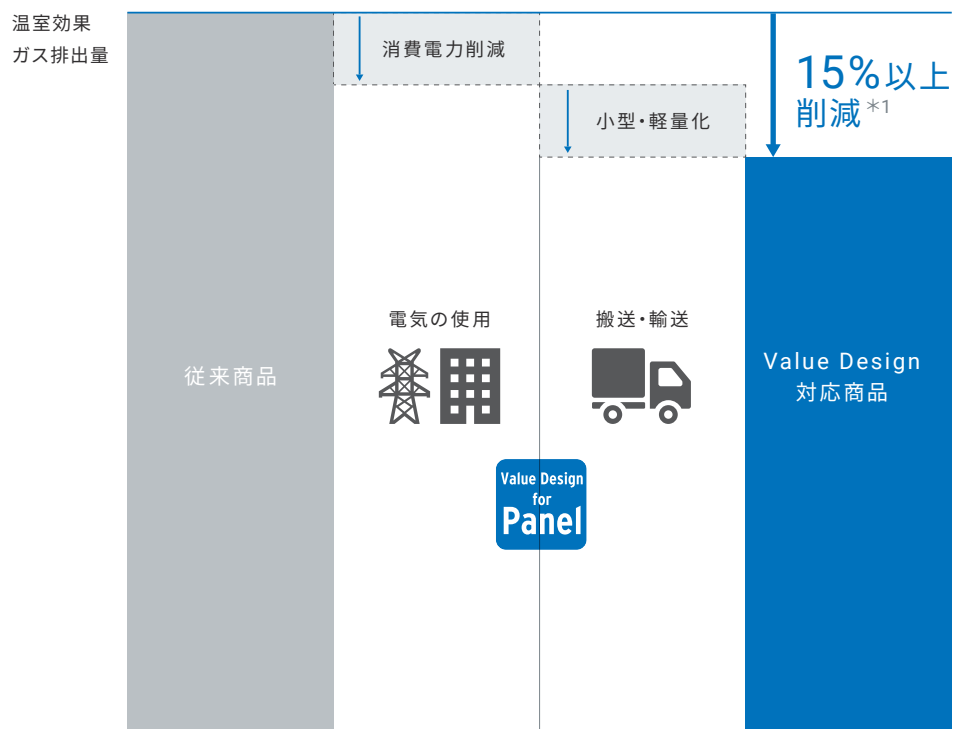 温室効果
ガス排出量
消費電力削減
小型・軽量化
15%以上
削減*1
電気の使用
搬送・輸送
従来商品
Value Design
対応商品
Value Design
for
Panel